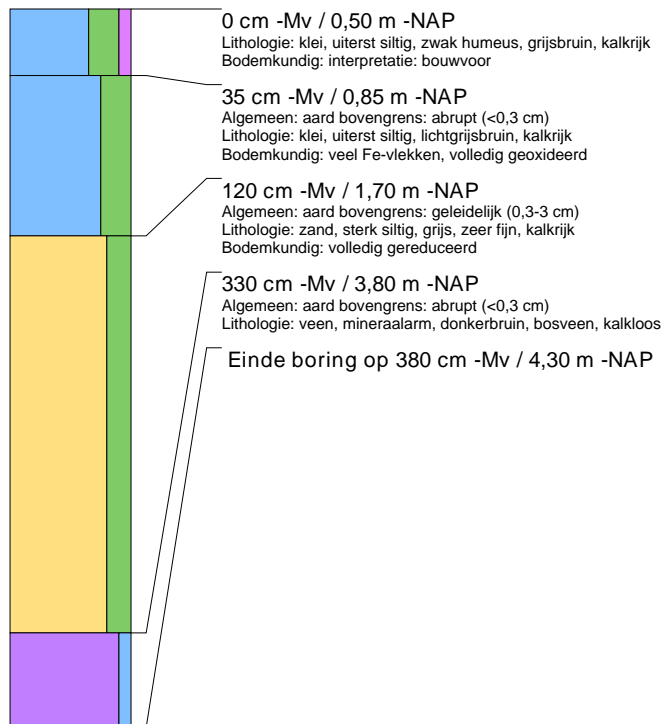 0 cm -Mv / 0,50 m -NAP
Lithologie: klei, uiterst siltig, zwak humeus, grijsbruin, kalkrijk
Bodemkundig: interpretatie: bouwvoor
35 cm -Mv / 0,85 m -NAP
Algemeen: aard bovengrens: abrupt (<0,3 cm)
Lithologie: klei, uiterst siltig, lichtgrijsbruin, kalkrijk
Bodemkundig: veel Fe-vlekken, volledig geoxideerd
120 cm -Mv / 1,70 m -NAP
Algemeen: aard bovengrens: geleidelijk (0,3-3 cm)
Lithologie: zand, sterk siltig, grijs, zeer fijn, kalkrijk
Bodemkundig: volledig gereduceerd
330 cm -Mv / 3,80 m -NAP
Algemeen: aard bovengrens: abrupt (<0,3 cm)
Lithologie: veen, mineraalarm, donkerbruin, bosveen, kalkloos
Einde boring op 380 cm -Mv / 4,30 m -NAP